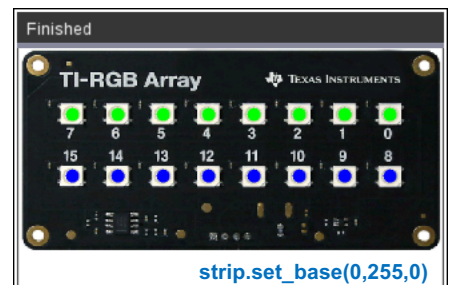 Finished
TI-RGB Array
TEXAS INSTRUMENTS
7 6 5 4 3 2 1 0
15 14 13 12 11 10 9 8
strip.set_base(0,255,0)